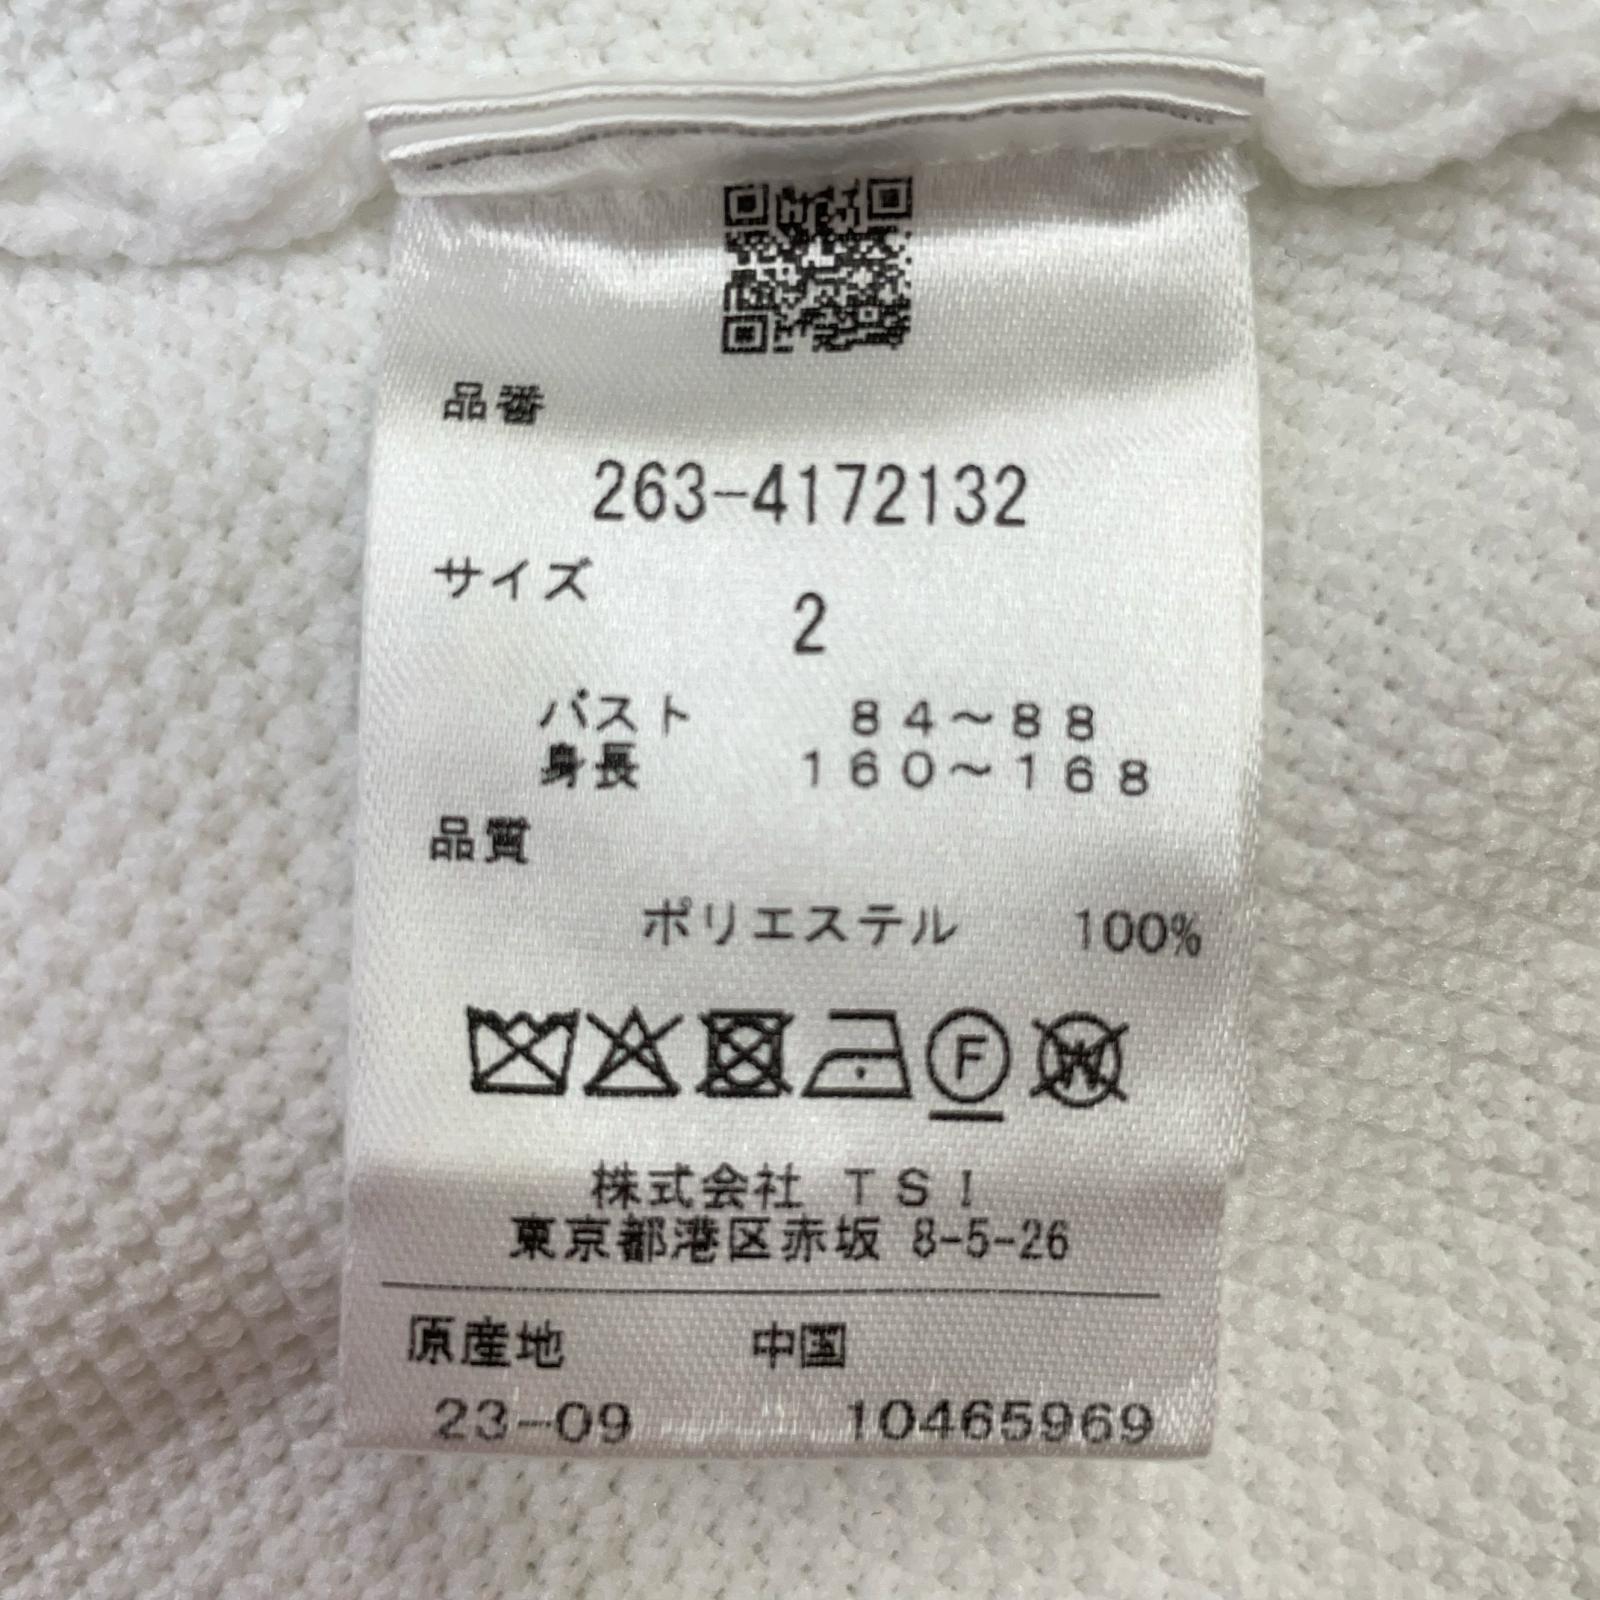 品番
263-4172132
サイズ
2
バスト 84～88
身長 160～168
品質
ポリエステル 100%
F
W
株式会社 TSI
東京都港区赤坂 8-5-26
原産地 中国
23-09 10465969